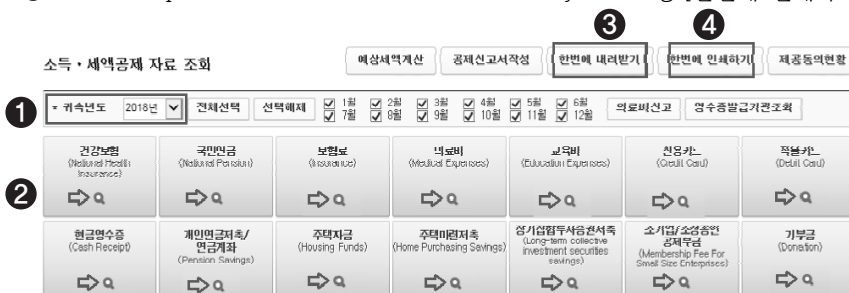 ❸ ❹
소득・세액공제 자료 조회 예상세액계산 공제신고서작성 한번에 내려받기 한번에 인쇄하기 제공동의현황
❶ 귀속년도 2018년 전체선택 선택해제 1월 2월 3월 4월 5월 6월 의료비신고 영수증발급기관조회
7월 8월 9월 10월 11월 12월
❷
건강보험 국민연금 보험료 의료비 교육비 신용카드 직불카드
(National Health Insurance) (National Pension) (Insurance) (Medical Expenses) (Education Expenses) (Credit Card) (Debit Card)
현금영수증 개인연금저축/연금계좌 주택자금 주택마련저축 장기집합투자증권저축 소기업/소상공인 공제부금 기부금
(Cash Receipt) (Pension Savings) (Housing Funds) (Home Purchasing Savings) (Long-term collective investment securities savings) (Membership Fee For Small Size Enterprises) (Donation)